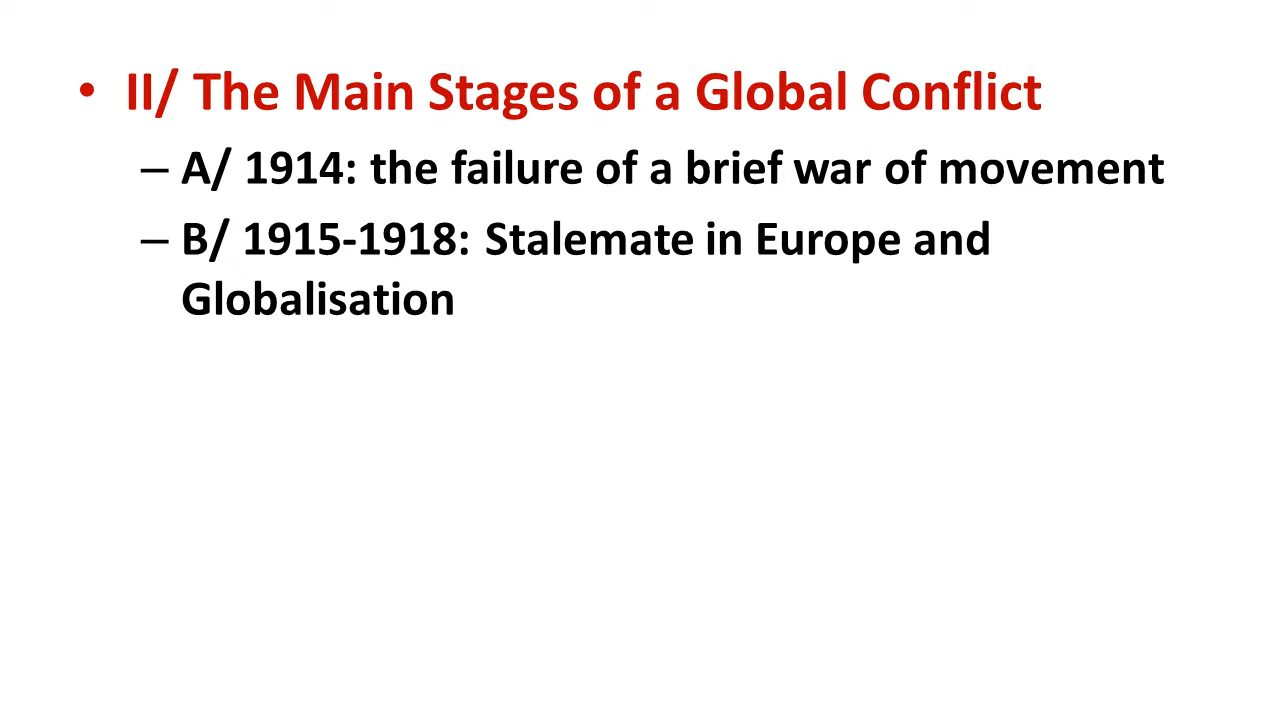 • II/ The Main Stages of a Global Conflict
– A/ 1914: the failure of a brief war of movement
– B/ 1915-1918: Stalemate in Europe and
Globalisation